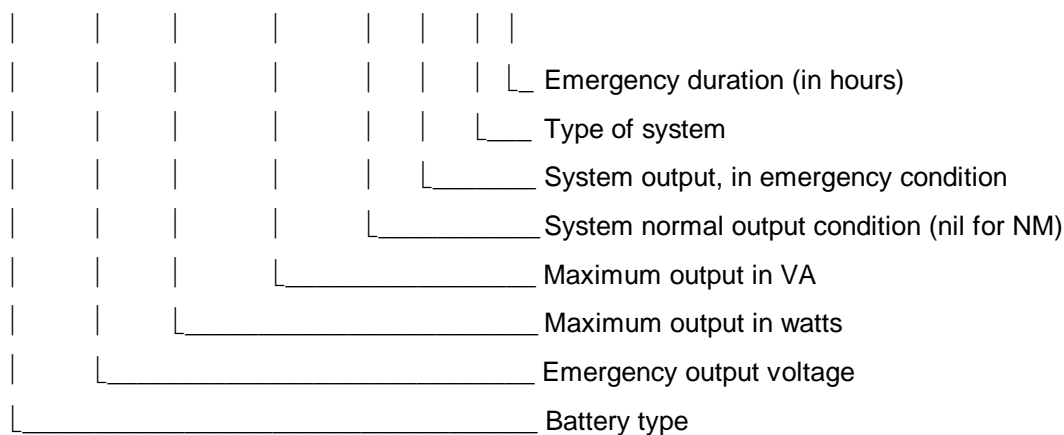 Emergency duration (in hours)
Type of system
System output, in emergency condition
System normal output condition (nil for NM)
Maximum output in VA
Maximum output in watts
Emergency output voltage
Battery type